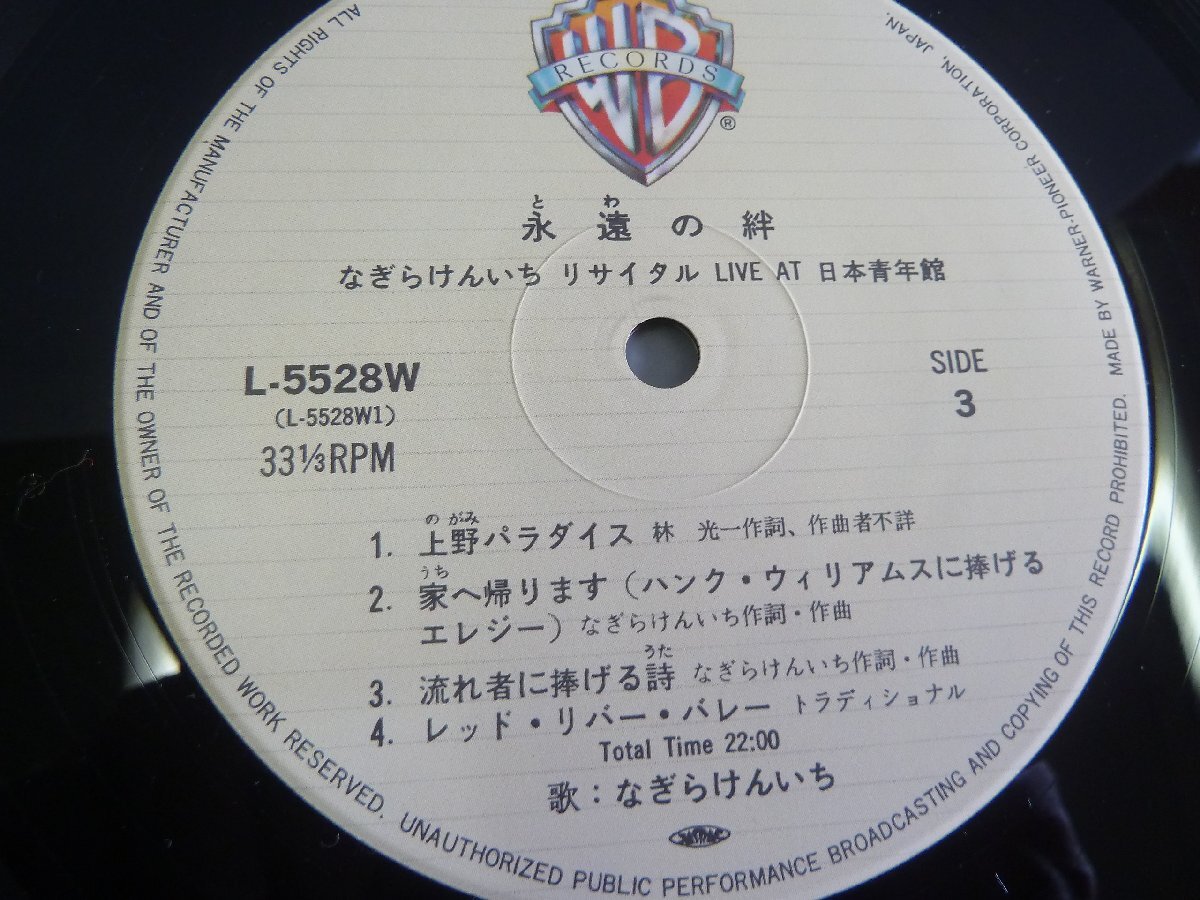 WB
RECORDS
®
とわ
永遠の絆
なぎらけんいち リサイタル LIVE AT 日本青年館
L-5528W
(L-5528W1)
33⅓RPM
SIDE
3
のがみ
1. 上野パラダイス 林 光一作詞、作曲者不詳
うち
2. 家へ帰ります(ハンク・ウィリアムスに捧げる
エレジー) なぎらけんいち作詞・作曲
うた
3. 流れ者に捧げる詩 なぎらけんいち作詞・作曲
4. レッド・リバー・バレー トラディショナル
Total Time 22:00
歌：なぎらけんいち
ALL RIGHTS OF THE MANUFACTURER AND OF THE OWNER OF THE RECORDED WORK RESERVED. UNAUTHORIZED PUBLIC PERFORMANCE BROADCASTING AND COPYING OF THIS RECORD PROHIBITED. MADE BY WARNER-PIONEER CORPORATION, JAPAN.